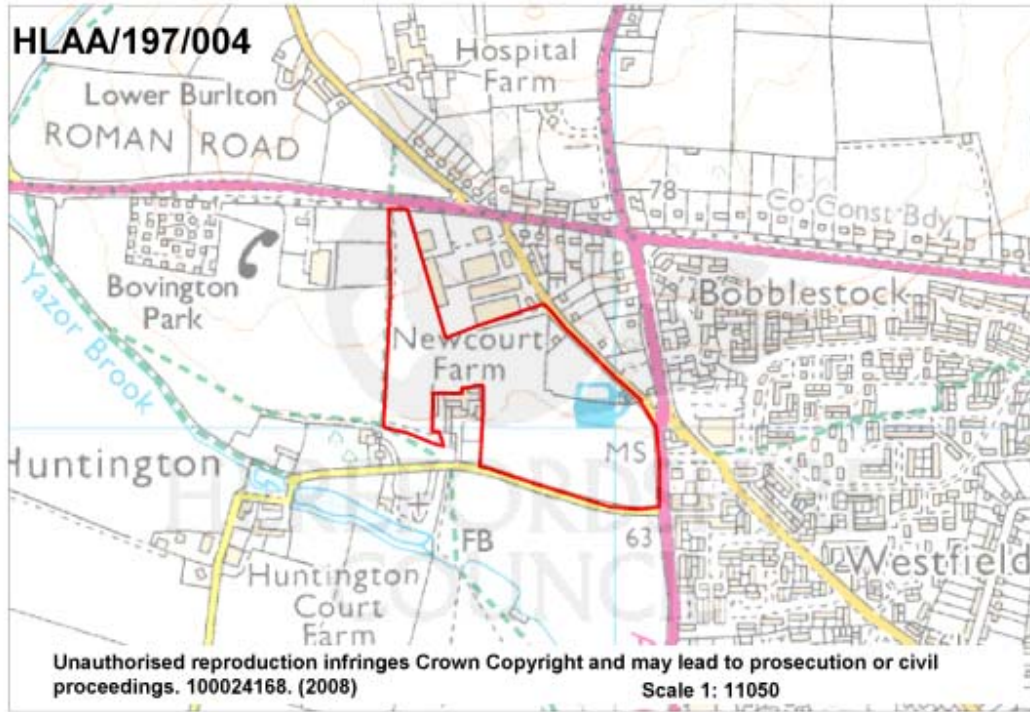 HLAA/197/004
Hospital
Farm
Lower Burlton
ROMAN ROAD
78
Co Const Bdy
Bovington
Park
Bobblestock
Newcourt
Farm
Yazor Brook
MS
Huntington
HEREFORDSHIRE
COUNCIL
63
FB
Westfield
Huntington
Court
Farm
Unauthorised reproduction infringes Crown Copyright and may lead to prosecution or civil
proceedings. 100024168. (2008)
Scale 1: 11050